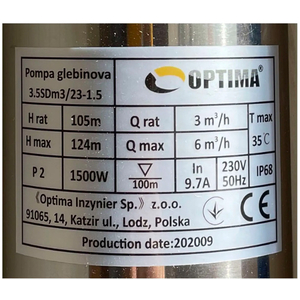 Pompa glebinova
3.5SDm3/23-1.5
OPTIMA®
H rat 105m Q rat 3 m³/h T max
H max 124m Q max 6 m³/h 35℃
P 2 1500W 100m In 9.7A 230V 50Hz IP68
《Optima Inzynier Sp.》z.o.o.
91065, 14, Katzir ul., Lodz, Polska
CE
Production date:202009